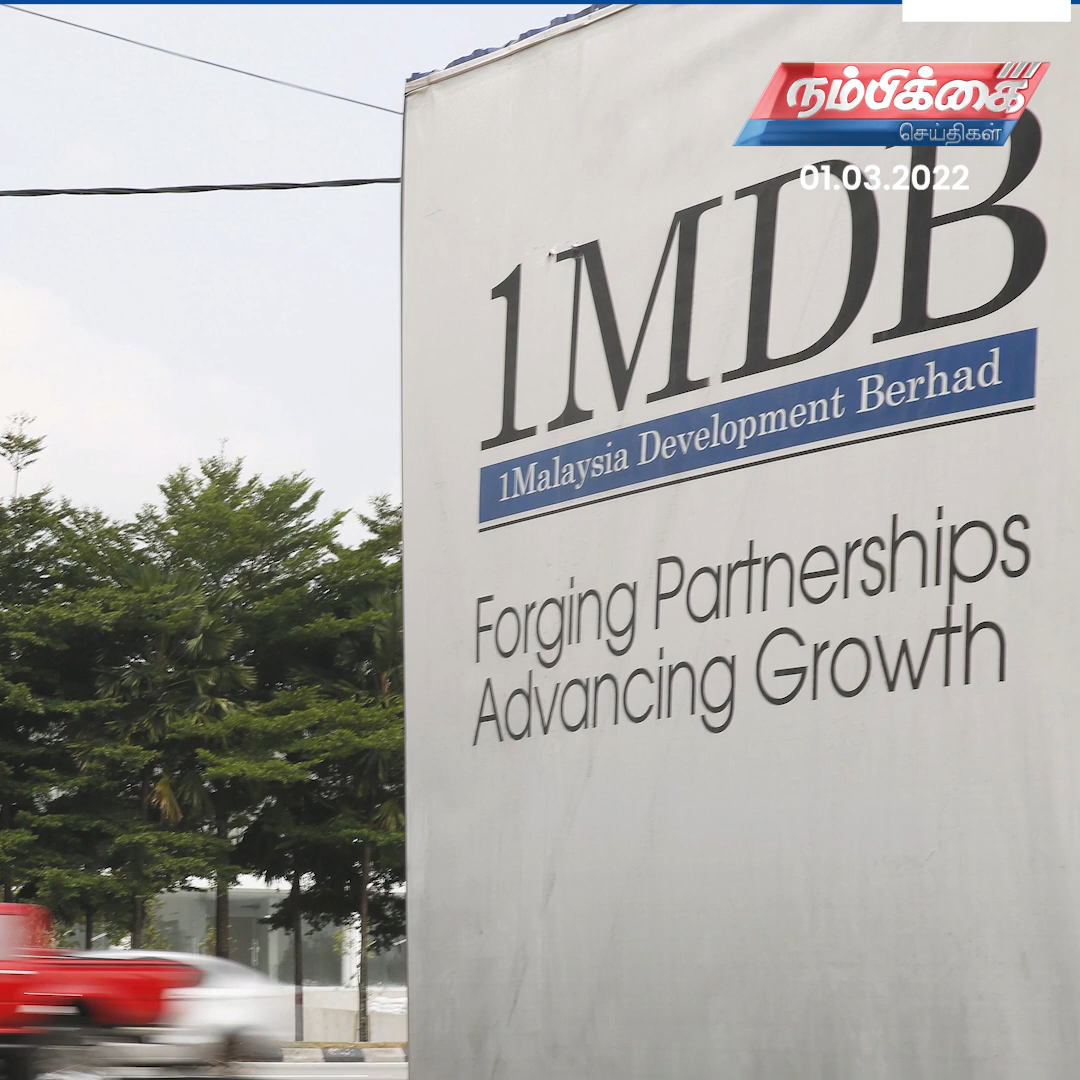 நம்பிக்கை
செய்திகள்
01.03.2022
1MDB
1Malaysia Development Berhad
Forging Partnerships
Advancing Growth